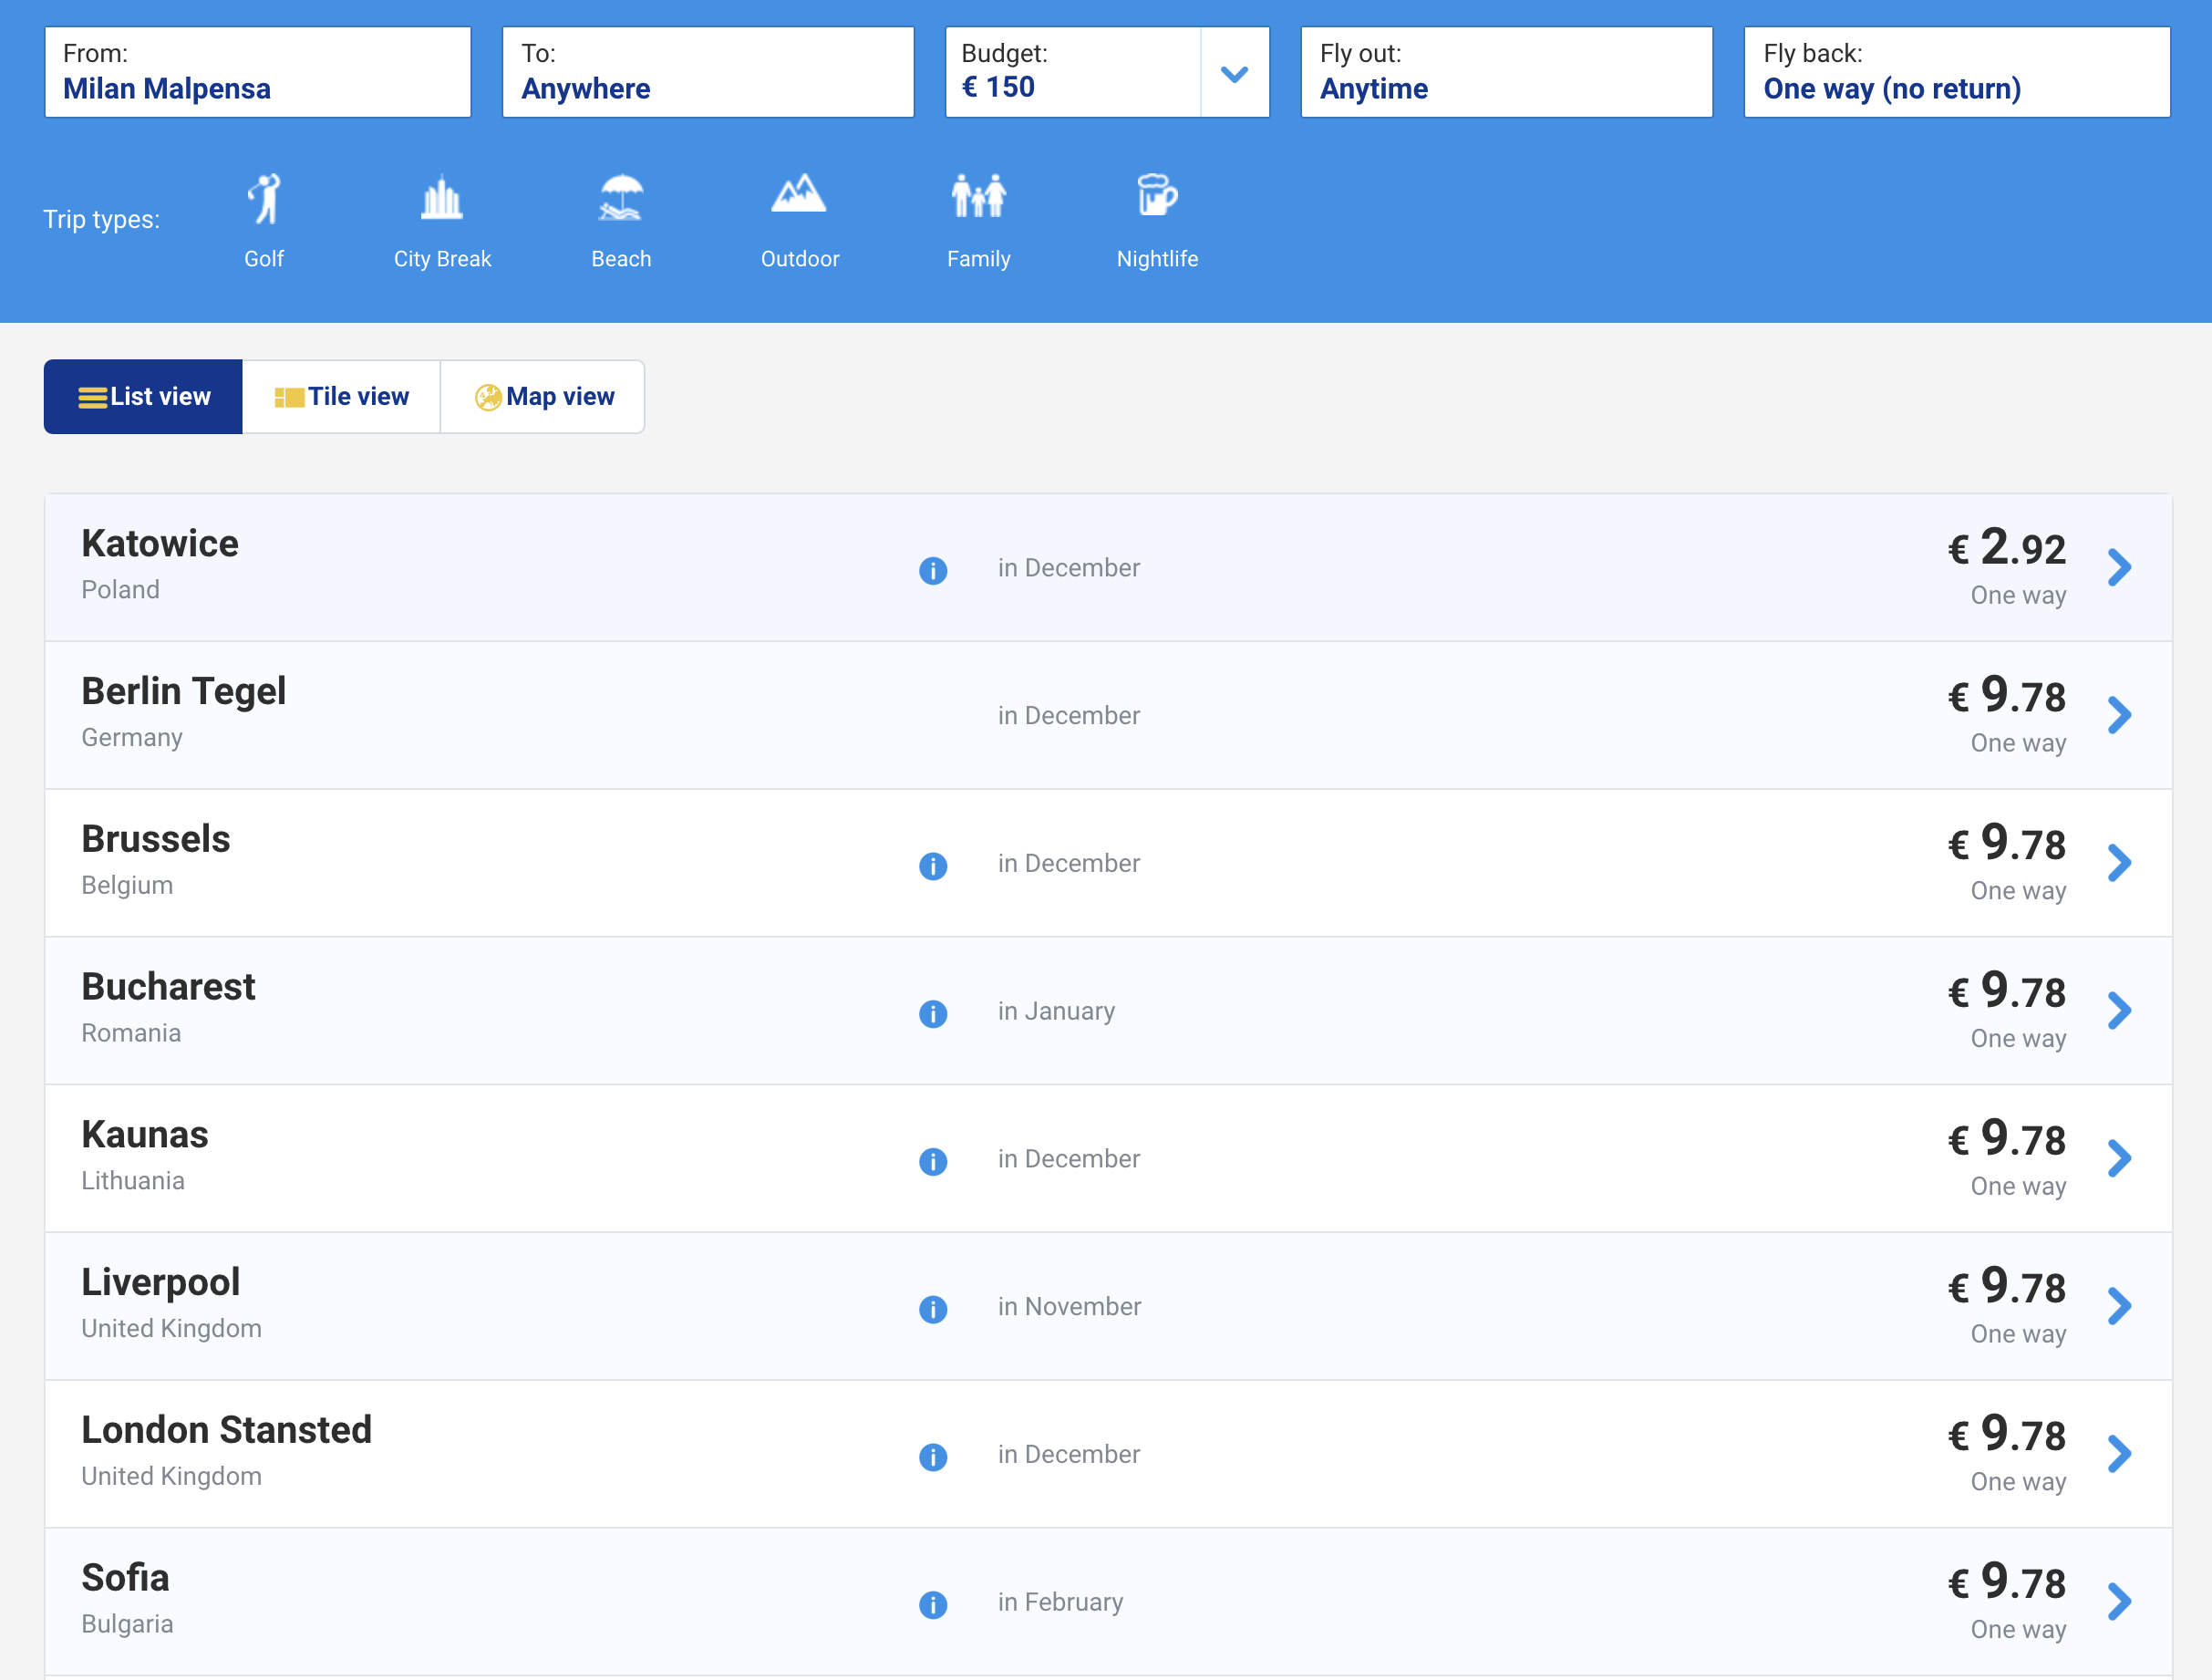 From:
Milan Malpensa
To:
Anywhere
Budget:
€ 150
Fly out:
Anytime
Fly back:
One way (no return)
Trip types:
Golf
City Break
Beach
Outdoor
Family
Nightlife
List view
Tile view
Map view
Katowice
Poland
in December
€ 2.92
One way
Berlin Tegel
Germany
in December
€ 9.78
One way
Brussels
Belgium
in December
€ 9.78
One way
Bucharest
Romania
in January
€ 9.78
One way
Kaunas
Lithuania
in December
€ 9.78
One way
Liverpool
United Kingdom
in November
€ 9.78
One way
London Stansted
United Kingdom
in December
€ 9.78
One way
Sofia
Bulgaria
in February
€ 9.78
One way